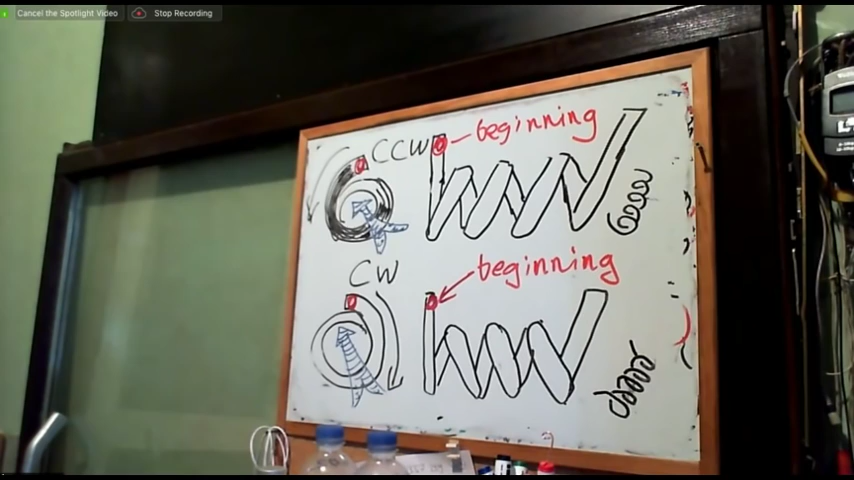 Cancel the Spotlight Video
Stop Recording
CCW
beginning
CW
beginning